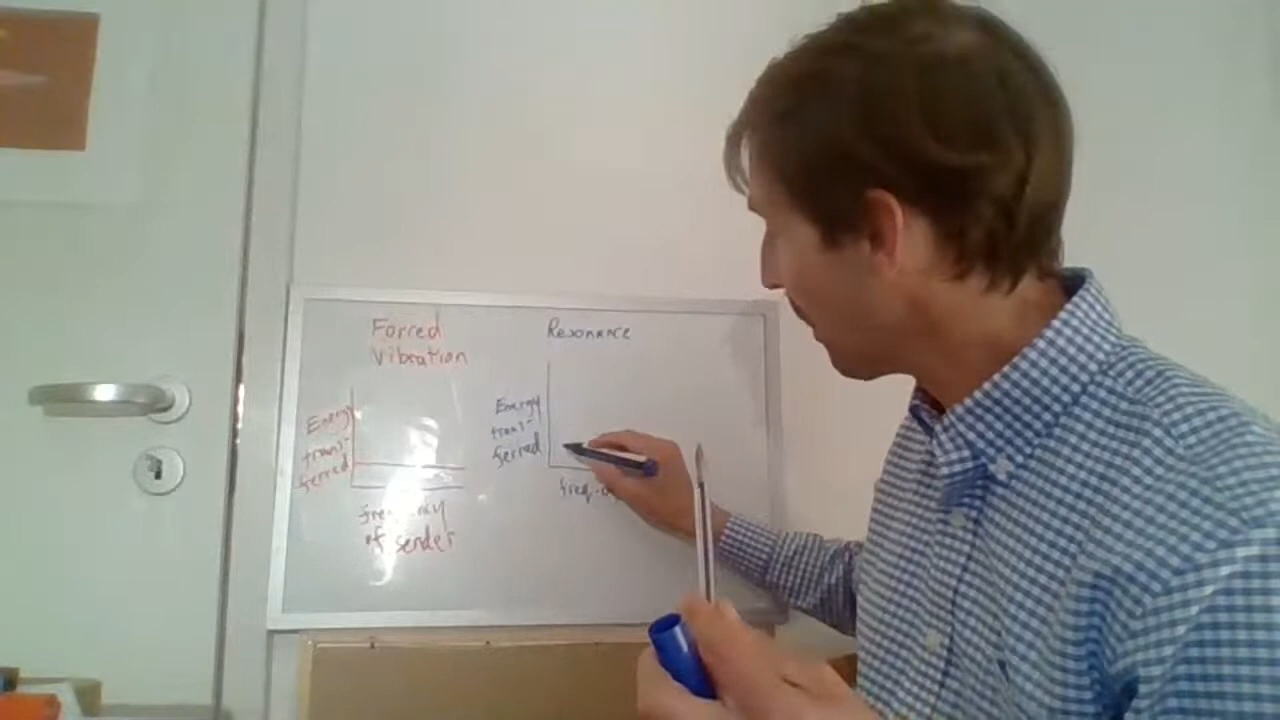 Forced
Vibration
Energy
trans-
ferred
frequency
of sender
Resonance
Energy
trans-
ferred
freq.